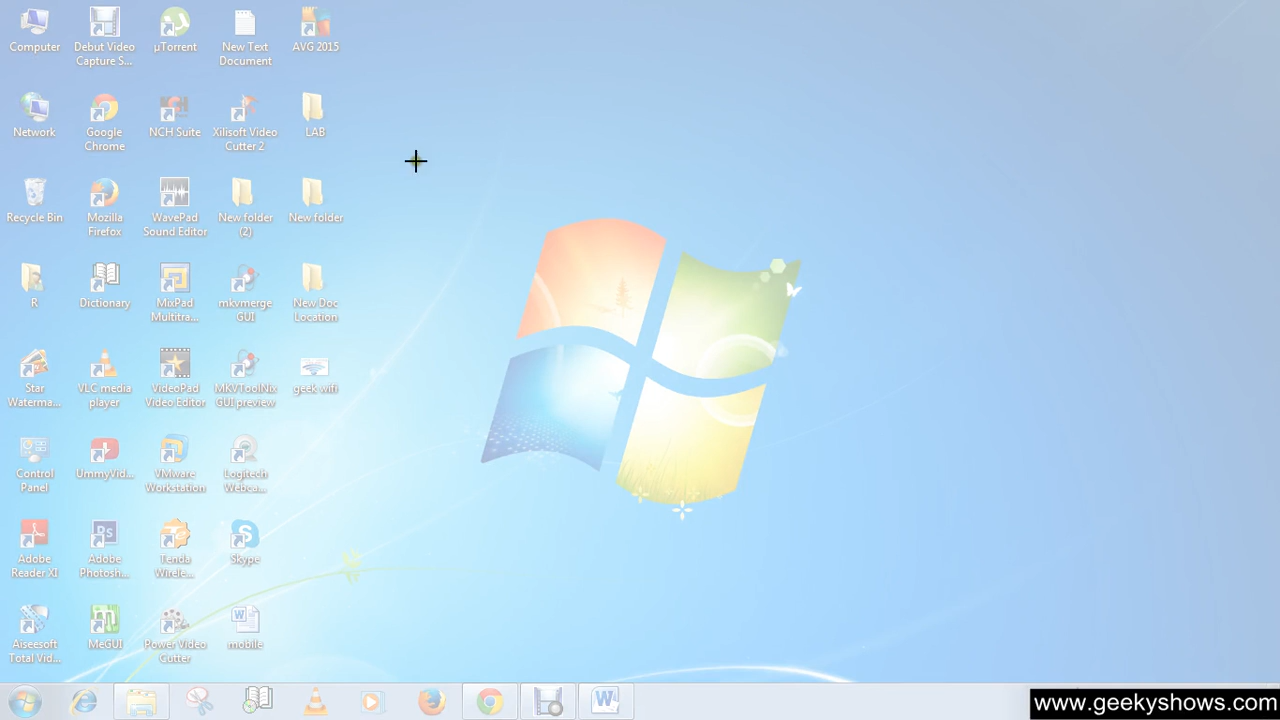 Computer
Debut Video
Capture S...
µTorrent
New Text
Document
AVG 2015
Network
Google
Chrome
NCH Suite
Xilisoft Video
Cutter 2
LAB
Recycle Bin
Mozilla
Firefox
WavePad
Sound Editor
New folder
(2)
New folder
R
Dictionary
MixPad
Multitra...
mkvmerge
GUI
New Doc
Location
Star
Waterma...
VLC media
player
VideoPad
Video Editor
MKVToolNix
GUI preview
geek wifi
Control
Panel
UmmyVid...
VMware
Workstation
Logitech
Webca...
Adobe
Reader XI
Adobe
Photosh...
Tenda
Wirele...
Skype
Aiseesoft
Total Vid...
MeGUI
Power Video
Cutter
mobile
www.geekyshows.com